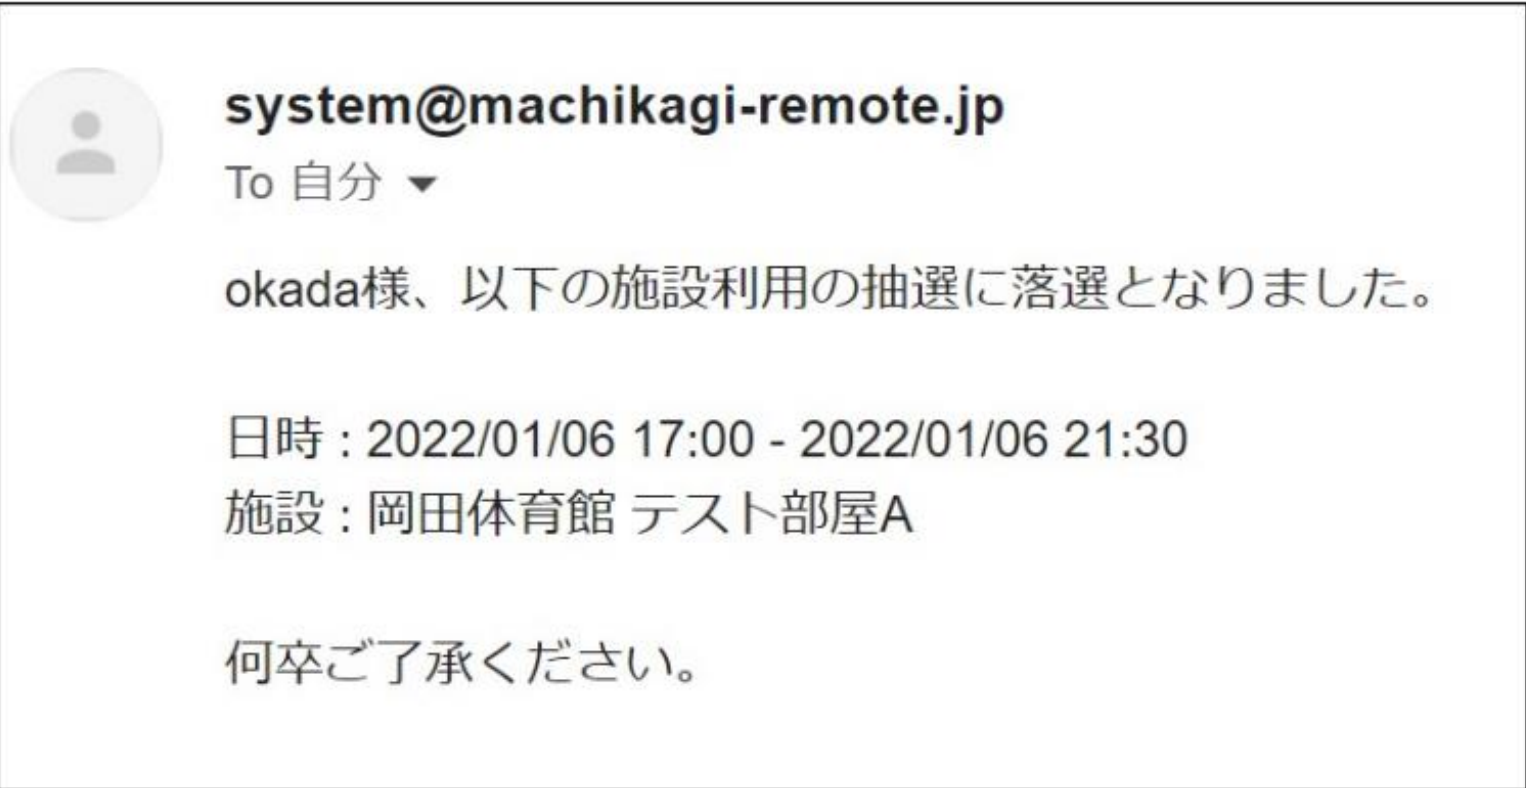 system@machikagi-remote.jp
To 自分
okada様、以下の施設利用の抽選に落選となりました。
日時 : 2022/01/06 17:00 - 2022/01/06 21:30
施設 : 岡田体育館 テスト部屋A
何卒ご了承ください。